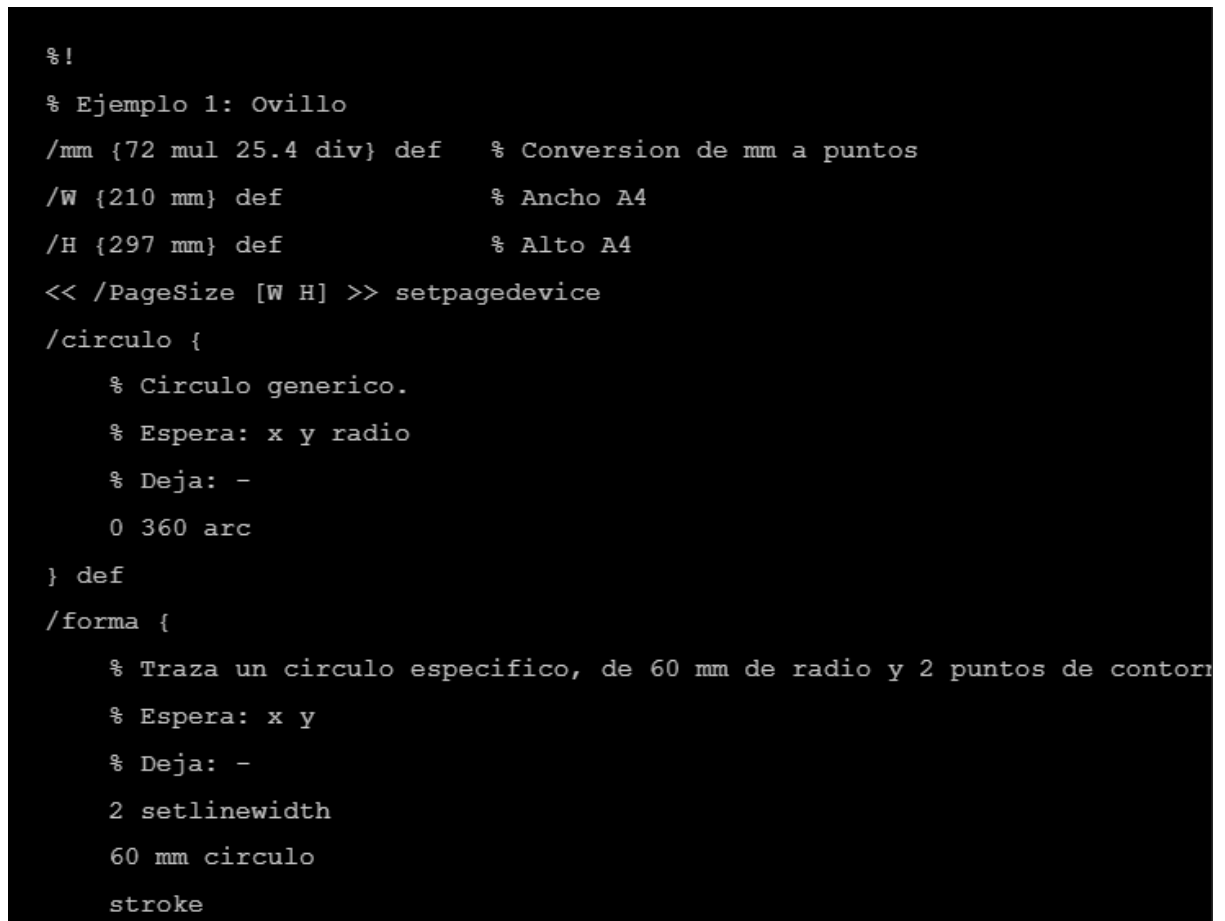 %!
% Ejemplo 1: Ovillo
/mm {72 mul 25.4 div} def   % Conversion de mm a puntos
/W {210 mm} def             % Ancho A4
/H {297 mm} def             % Alto A4
<< /PageSize [W H] >> setpagedevice
/circulo {
    % Circulo generico.
    % Espera: x y radio
    % Deja: -
    0 360 arc
} def
/forma {
    % Traza un circulo especifico, de 60 mm de radio y 2 puntos de
    % Espera: x y
    % Deja: -
    2 setlinewidth
    60 mm circulo
    stroke